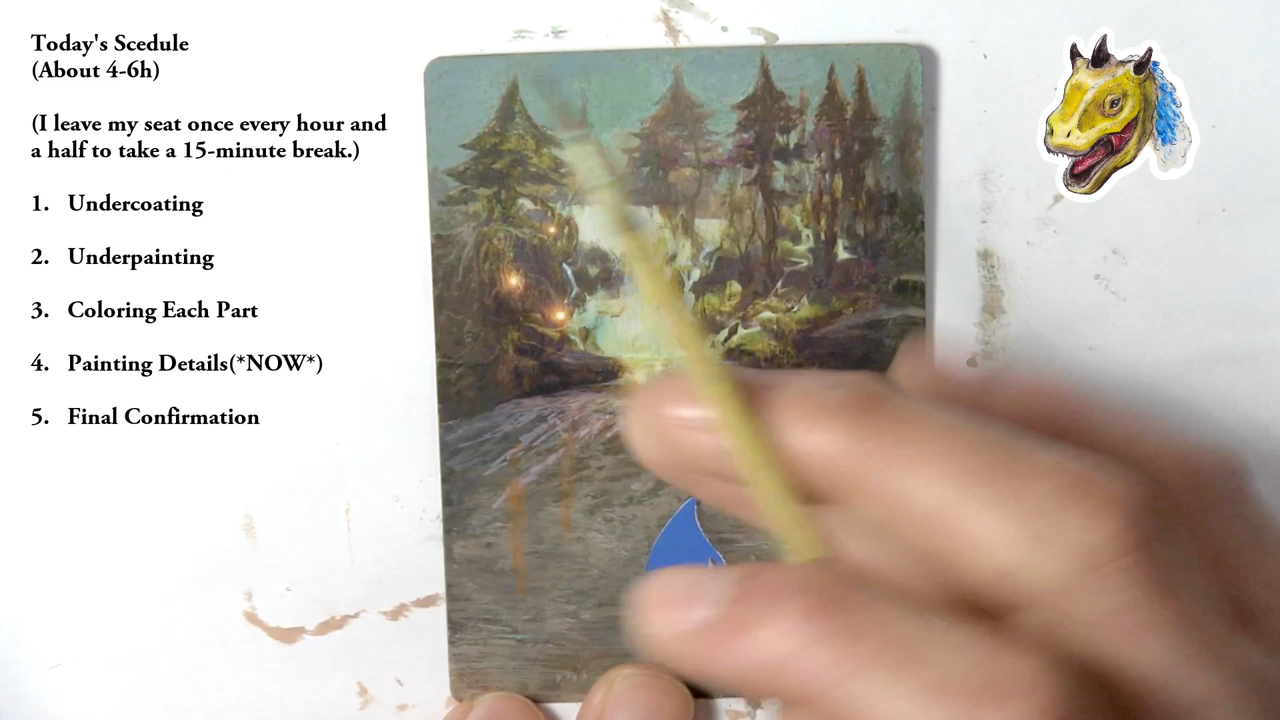 Today's Scedule
(About 4-6h)
(I leave my seat once every hour and
a half to take a 15-minute break.)
1. Undercoating
2. Underpainting
3. Coloring Each Part
4. Painting Details(*NOW*)
5. Final Confirmation